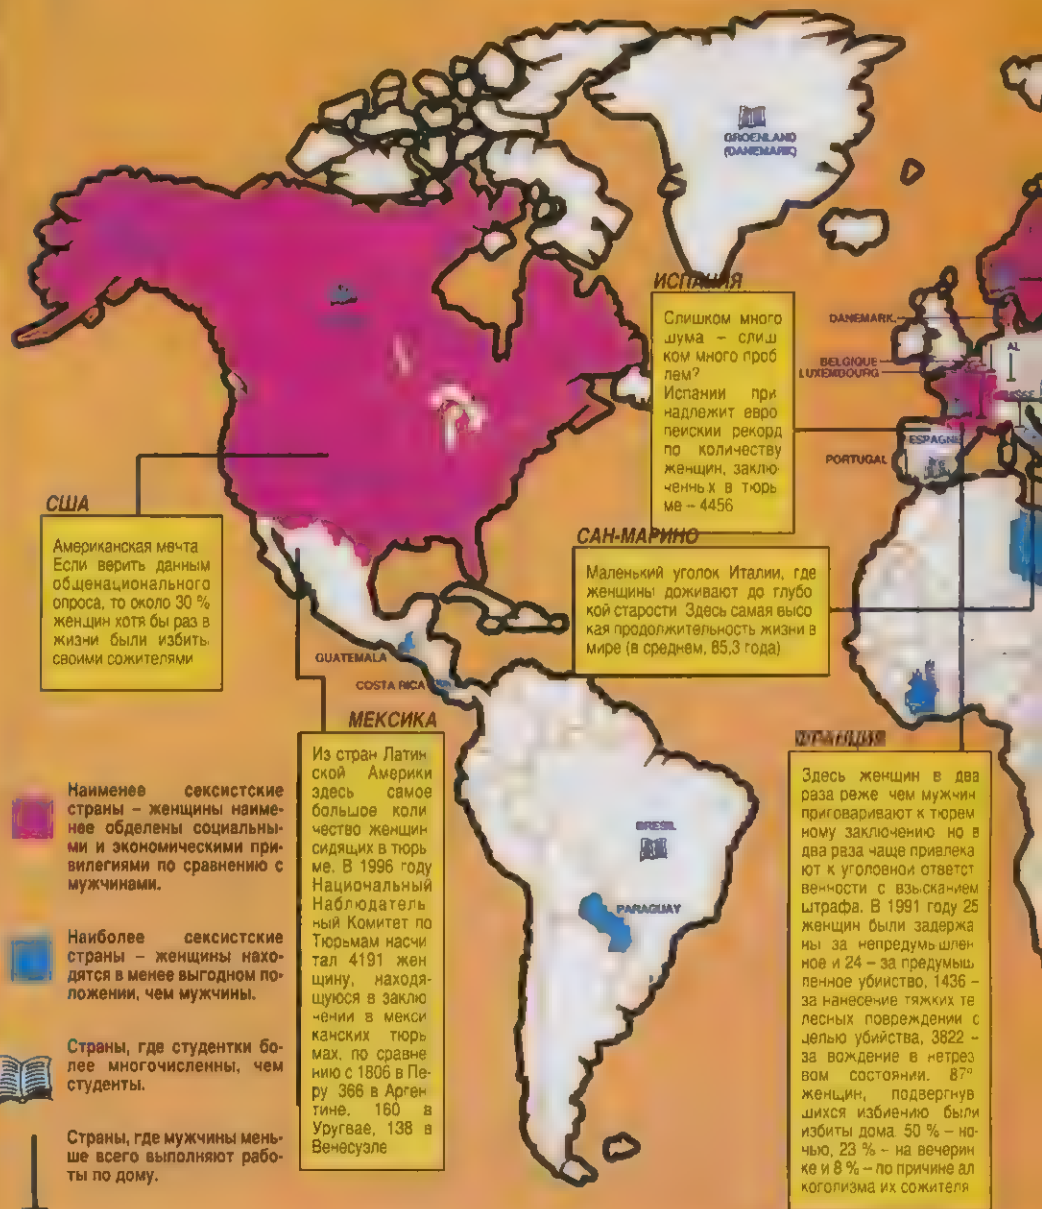 GROENLAND
(DANEMARK)
ИСПАНИЯ
Слишком много
шума – слиш
ком много проб
лем?
Испании при
надлежит евро
пейский рекорд
по количеству
женщин, заклю-
ченных в тюрь
ме – 4456
DANEMARK
BELGIQUE
LUXEMBOURG
AL
ESPAGNE
PORTUGAL
США
Американская мечта
Если верить данным
общенационального
опроса, то около 30 %
женщин хотя бы раз в
жизни были избиты
своими сожителями
САН-МАРИНО
Маленький уголок Италии, где
женщины доживают до глубо
кой старости Здесь самая высо
кая продолжительность жизни в
мире (в среднем, 85,3 года)
GUATEMALA
COSTA RICA
МЕКСИКА
Из стран Латин
ской Америки
здесь самое
большое коли
чество женщин
сидящих в тюрь
ме. В 1996 году
Национальный
Наблюдатель
ный Комитет по
Тюрьмам насчи
тал 4191 жен
щину, находя-
щуюся в заклю
чении в мекси
канских тюрь
мах, по сравне
нию с 1806 в Пе-
ру 366 в Арген
тине, 160 в
Уругвае, 138 в
Венесуэле
BRESIL
PARAGUAY
ФРАНЦИЯ
Здесь женщин в два
раза реже чем мужчин
приговаривают к тюрем
ному заключению но в
два раза чаще привлека
ют к уголовной ответст
венности с взысканием
штрафа. В 1991 году 25
женщин были задержа
ны за непредумышлен
ное и 24 – за предумыш
ленное убийство, 1436 –
за нанесение тяжких те
лесных повреждений с
целью убийства, 3822 –
за вождение в нетрез
вом состоянии. 87%
женщин, подвергнув
шихся избиению были
избиты дома 50 % – но-
чью, 23 % – на вечерин
ке и 8 % – по причине ал
коголизма их сожителя
Наименее сексистские
страны – женщины наиме-
нее обделены социальны-
ми и экономическими при-
вилегиями по сравнению с
мужчинами.
Наиболее сексистские
страны – женщины нахо-
дятся в менее выгодном по-
ложении, чем мужчины.
Страны, где студентки бо-
лее многочисленны, чем
студенты.
Страны, где мужчины мень-
ше всего выполняют рабо-
ты по дому.